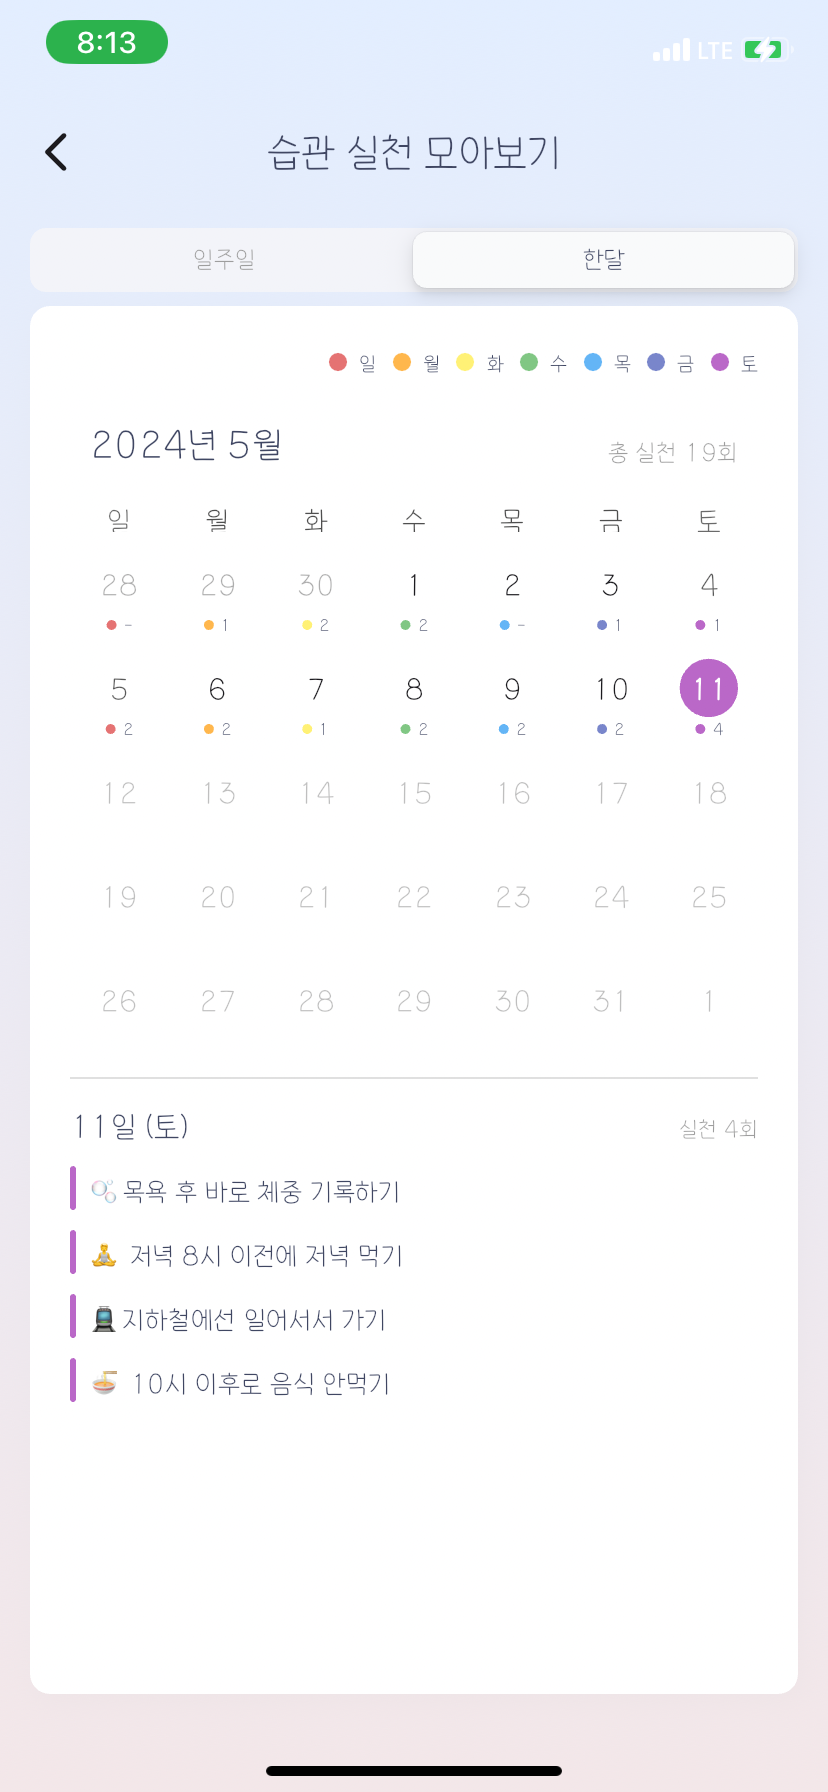 8:13 LTE
습관 실천 모아보기
일주일 한달
일 월 화 수 목 금 토
2024년 5월 총 실천 19회
일 월 화 수 목 금 토
28 29 30 1 2 3 4
- 1 2 2 - 1 1
5 6 7 8 9 10 11
2 2 1 2 2 2 4
12 13 14 15 16 17 18
19 20 21 22 23 24 25
26 27 28 29 30 31 1
11일 (토) 실천 4회
🫧 목욕 후 바로 체중 기록하기
🧘 저녁 8시 이전에 저녁 먹기
🚊 지하철에선 일어서서 가기
🍜 10시 이후로 음식 안먹기